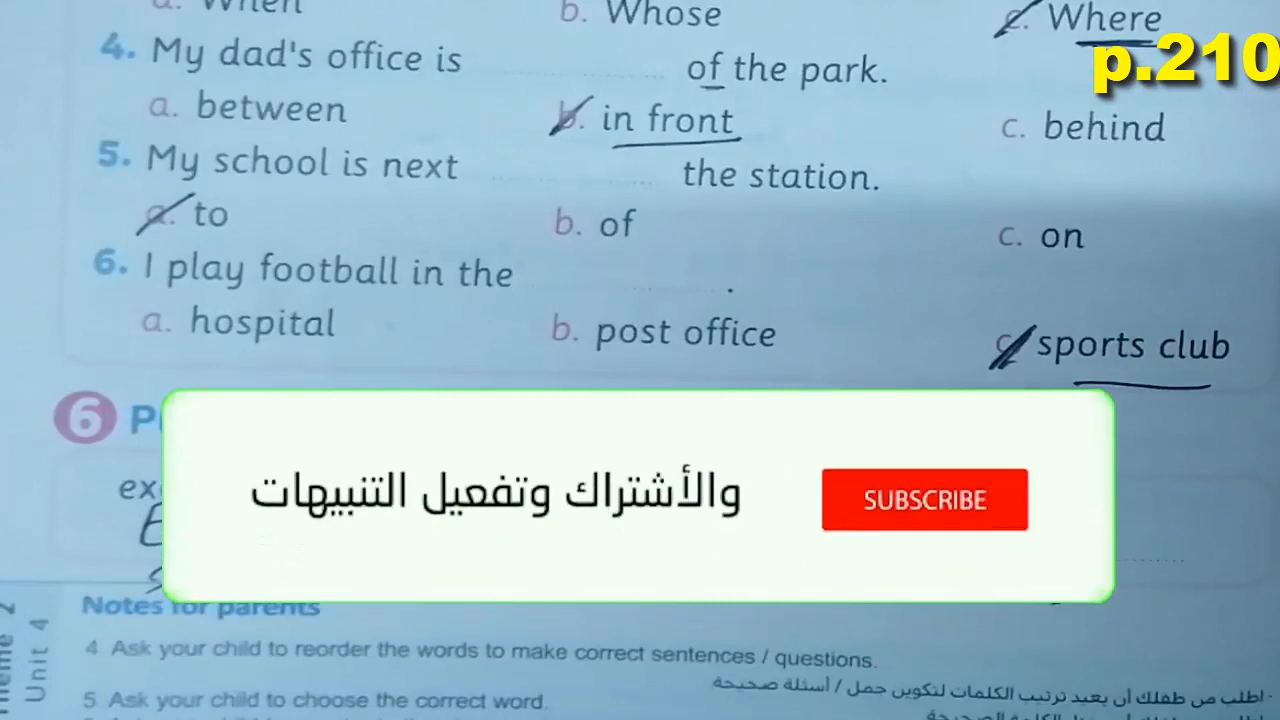 a. When
b. Whose
c. Where
p.210
4. My dad's office is .......... of the park.
a. between
b. in front
c. behind
5. My school is next .......... the station.
a. to
b. of
c. on
6. I play football in the .......... .
a. hospital
b. post office
c. sports club
6
ex
والأشتراك وتفعيل التنبيهات
SUBSCRIBE
Notes for parents
Unit 4
4. Ask your child to reorder the words to make correct sentences / questions.
- اطلب من طفلك أن يعيد ترتيب الكلمات لتكوين جمل / أسئلة صحيحة
5. Ask your child to choose the correct word.